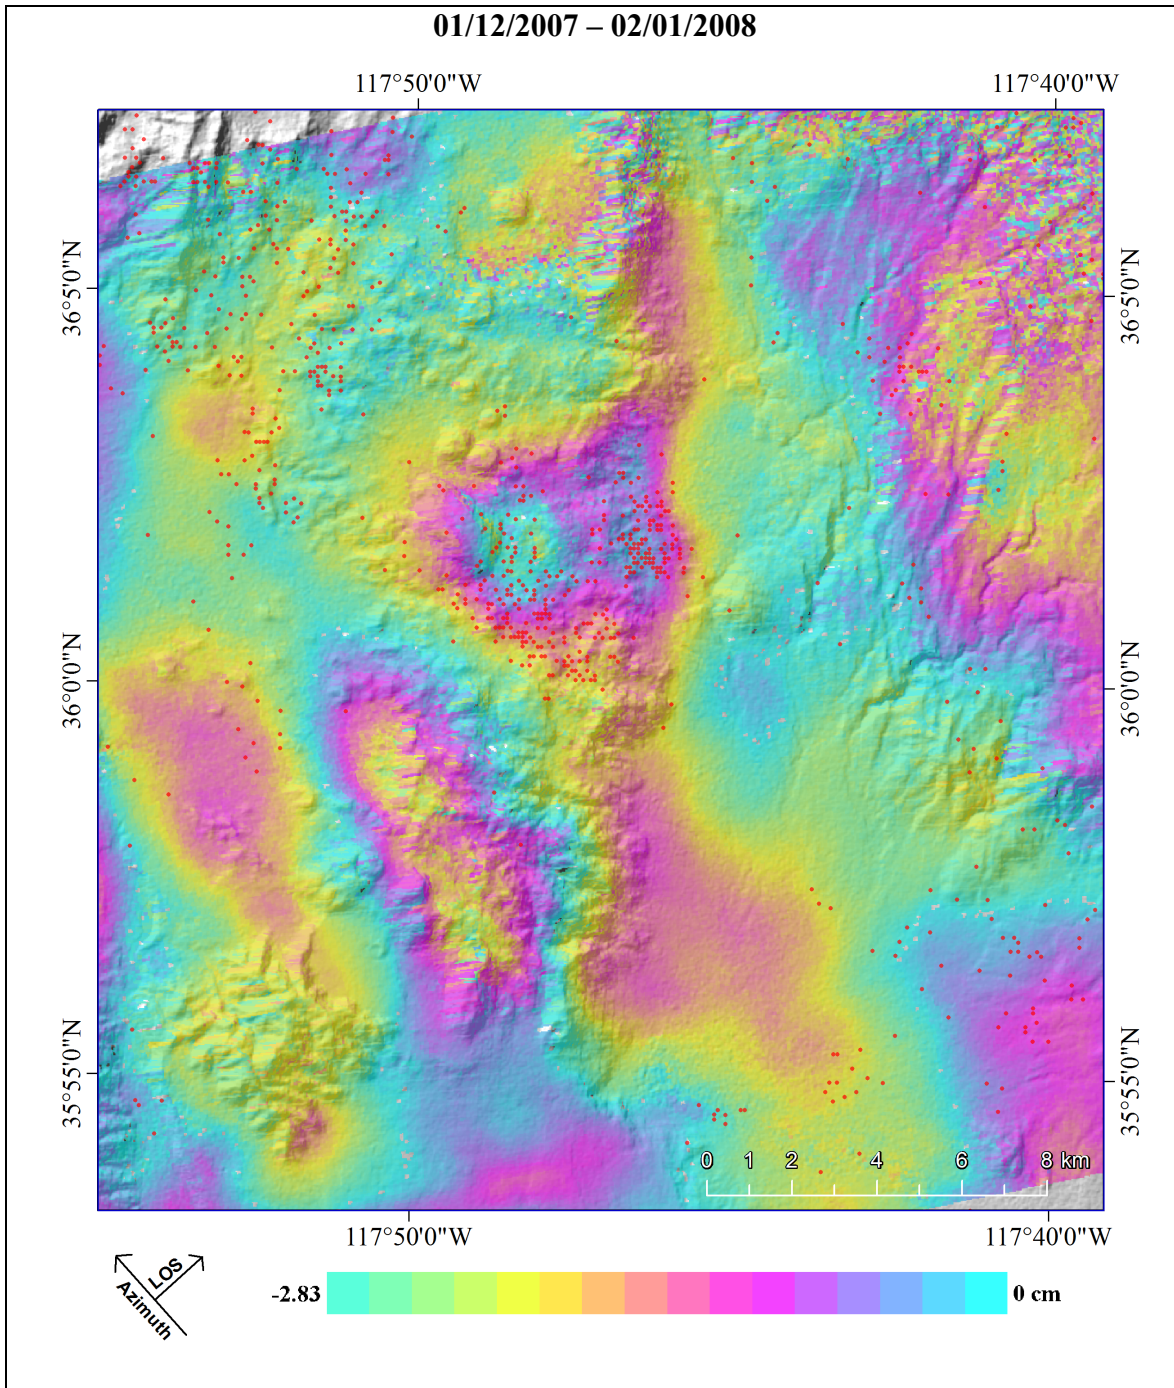 01/12/2007 – 02/01/2008
117°50'0"W 117°40'0"W
36°5'0"N 36°5'0"N
36°0'0"N 36°0'0"N
35°55'0"N 35°55'0"N
0 1 2 4 6 8 km
117°50'0"W 117°40'0"W
LOS
Azimuth
-2.83 0 cm